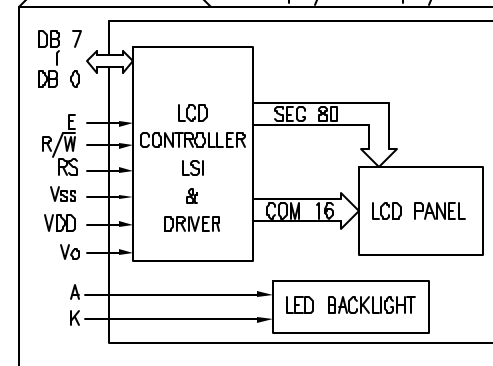 DB 7
DB 0
E
R/W̅
RS
Vss
VDD
Vo
A
K
LCD
CONTROLLER
LSI
&
DRIVER
SEG 80
COM 16
LCD PANEL
LED BACKLIGHT